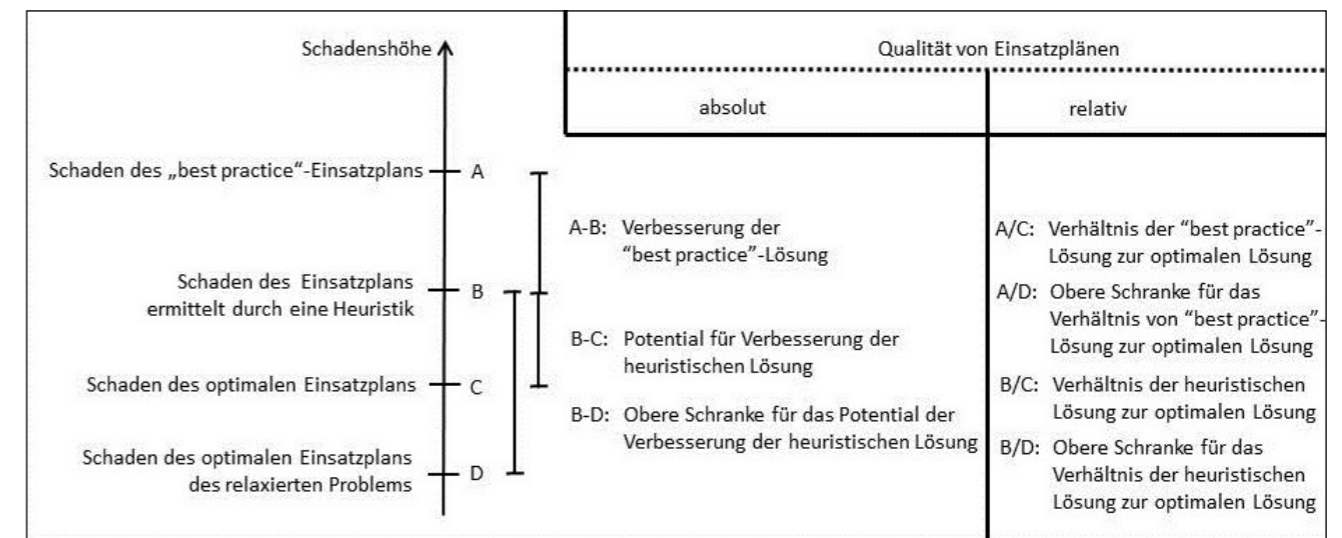 Schadenshöhe
Qualität von Einsatzplänen
absolut
relativ
Schaden des „best practice“-Einsatzplans
A
Schaden des Einsatzplans
ermittelt durch eine Heuristik
B
Schaden des optimalen Einsatzplans
C
Schaden des optimalen Einsatzplans
des relaxierten Problems
D
A-B: Verbesserung der
“best practice”-Lösung
B-C: Potential für Verbesserung der
heuristischen Lösung
B-D: Obere Schranke für das Potential der
Verbesserung der heuristischen Lösung
A/C: Verhältnis der “best practice”-
Lösung zur optimalen Lösung
A/D: Obere Schranke für das
Verhältnis von “best practice”-
Lösung zur optimalen Lösung
B/C: Verhältnis der heuristischen
Lösung zur optimalen Lösung
B/D: Obere Schranke für das
Verhältnis der heuristischen
Lösung zur optimalen Lösung